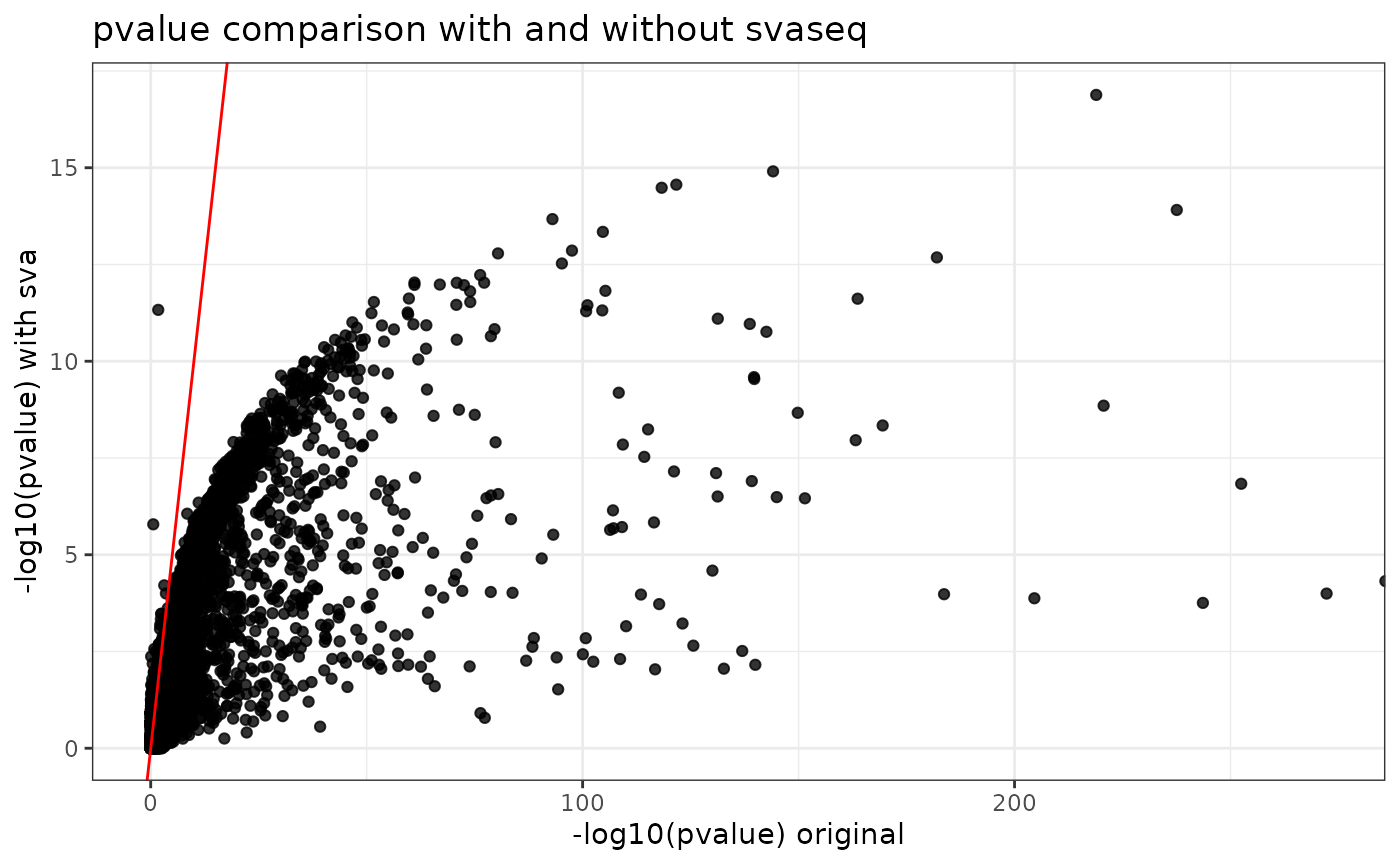 pvalue comparison with and without svaseq
15
10
5
0
-log10(pvalue) with sva
0
100
200
-log10(pvalue) original